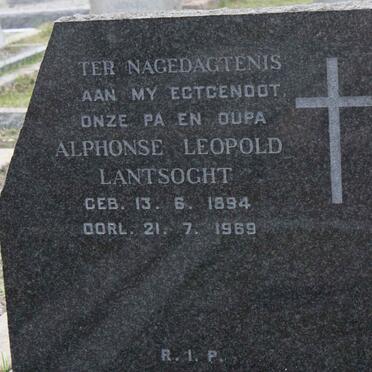 TER NAGEDAGTENIS
AAN MY EGTGENOOT,
ONZE PA EN OUPA
ALPHONSE LEOPOLD
LANTSOGHT
GEB. 13. 6. 1894
OORL. 21. 7. 1969
R. I. P.